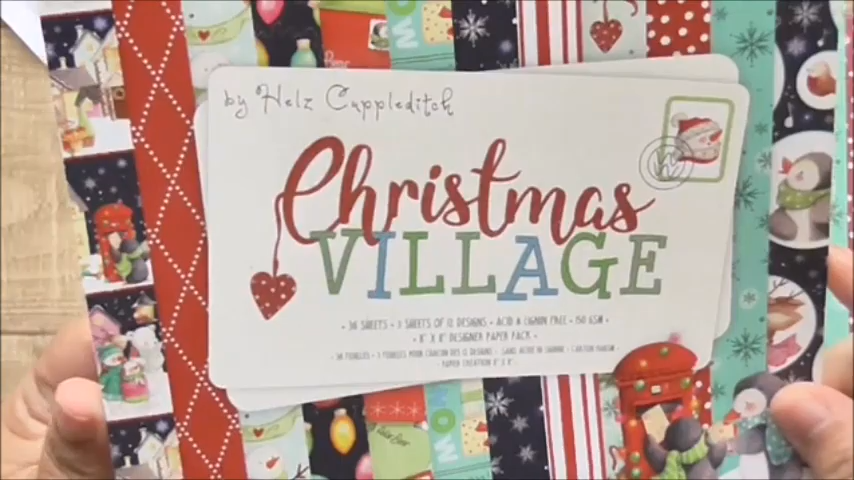 by Helz Cuppleditch
Christmas
VILLAGE
• 36 SHEETS • 3 SHEETS OF 12 DESIGNS • ACID & LIGNIN FREE • 150 GSM •
8" X 8" DESIGNER PAPER PACK •